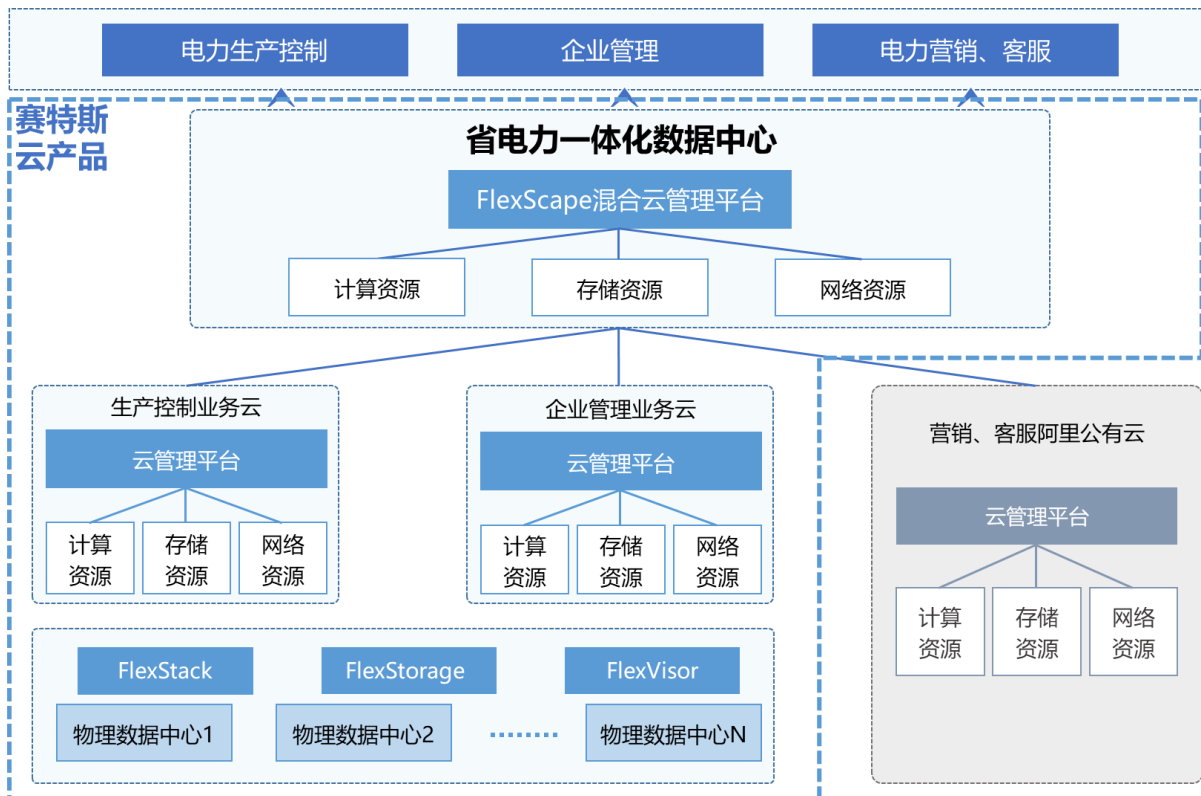 电力生产控制
企业管理
电力营销、客服
赛特斯
云产品
省电力一体化数据中心
FlexScape混合云管理平台
计算资源
存储资源
网络资源
生产控制业务云
云管理平台
计算
资源
存储
资源
网络
资源
企业管理业务云
云管理平台
计算
资源
存储
资源
网络
资源
营销、客服阿里公有云
云管理平台
计算
资源
存储
资源
网络
资源
FlexStack
FlexStorage
FlexVisor
物理数据中心1
物理数据中心2
物理数据中心N